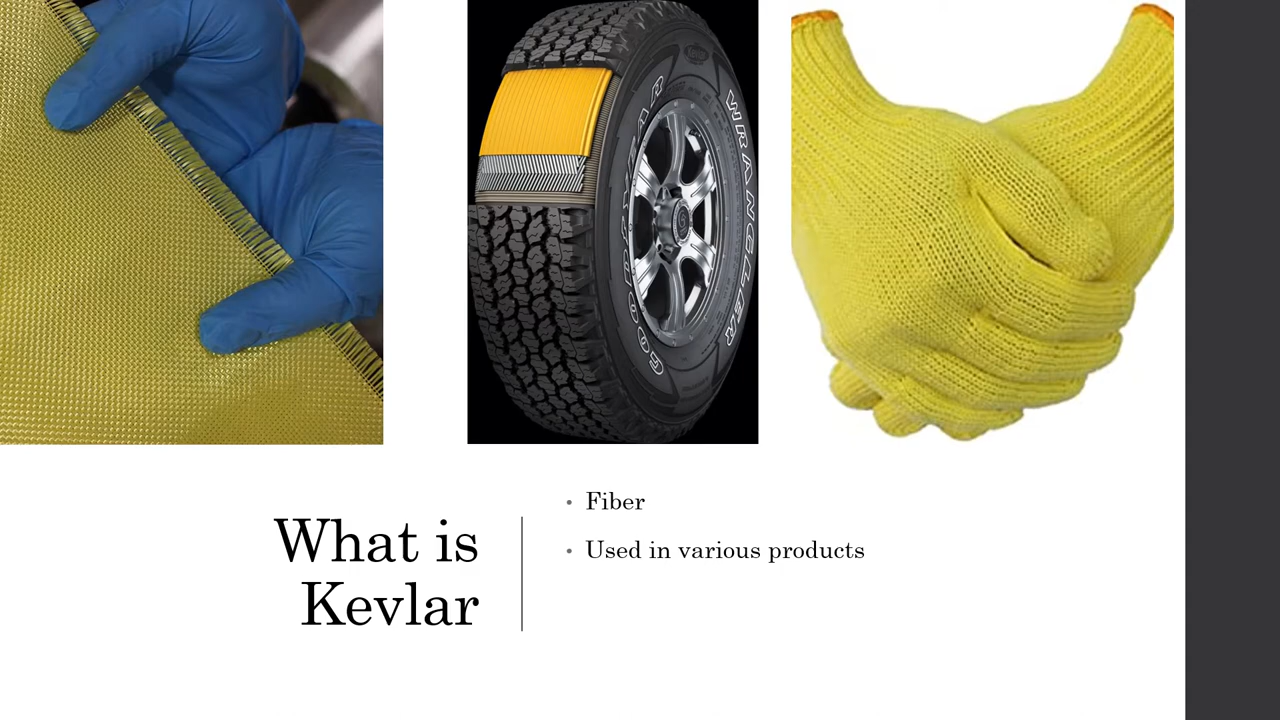 GOODYEAR
WRANGLER
What is
Kevlar
• Fiber
• Used in various products